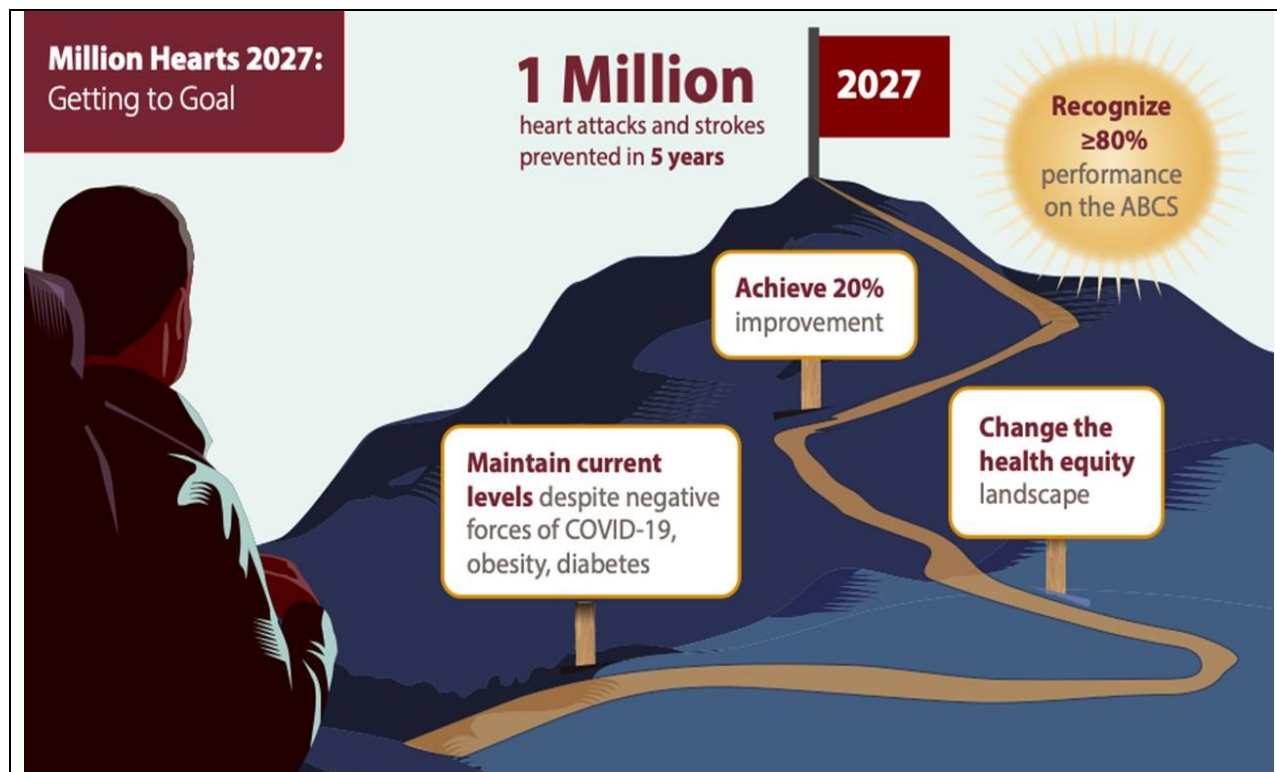 Million Hearts 2027:
Getting to Goal
1 Million
heart attacks and strokes
prevented in 5 years
2027
Recognize
≥80%
performance
on the ABCS
Achieve 20%
improvement
Change the
health equity
landscape
Maintain current
levels despite negative
forces of COVID-19,
obesity, diabetes